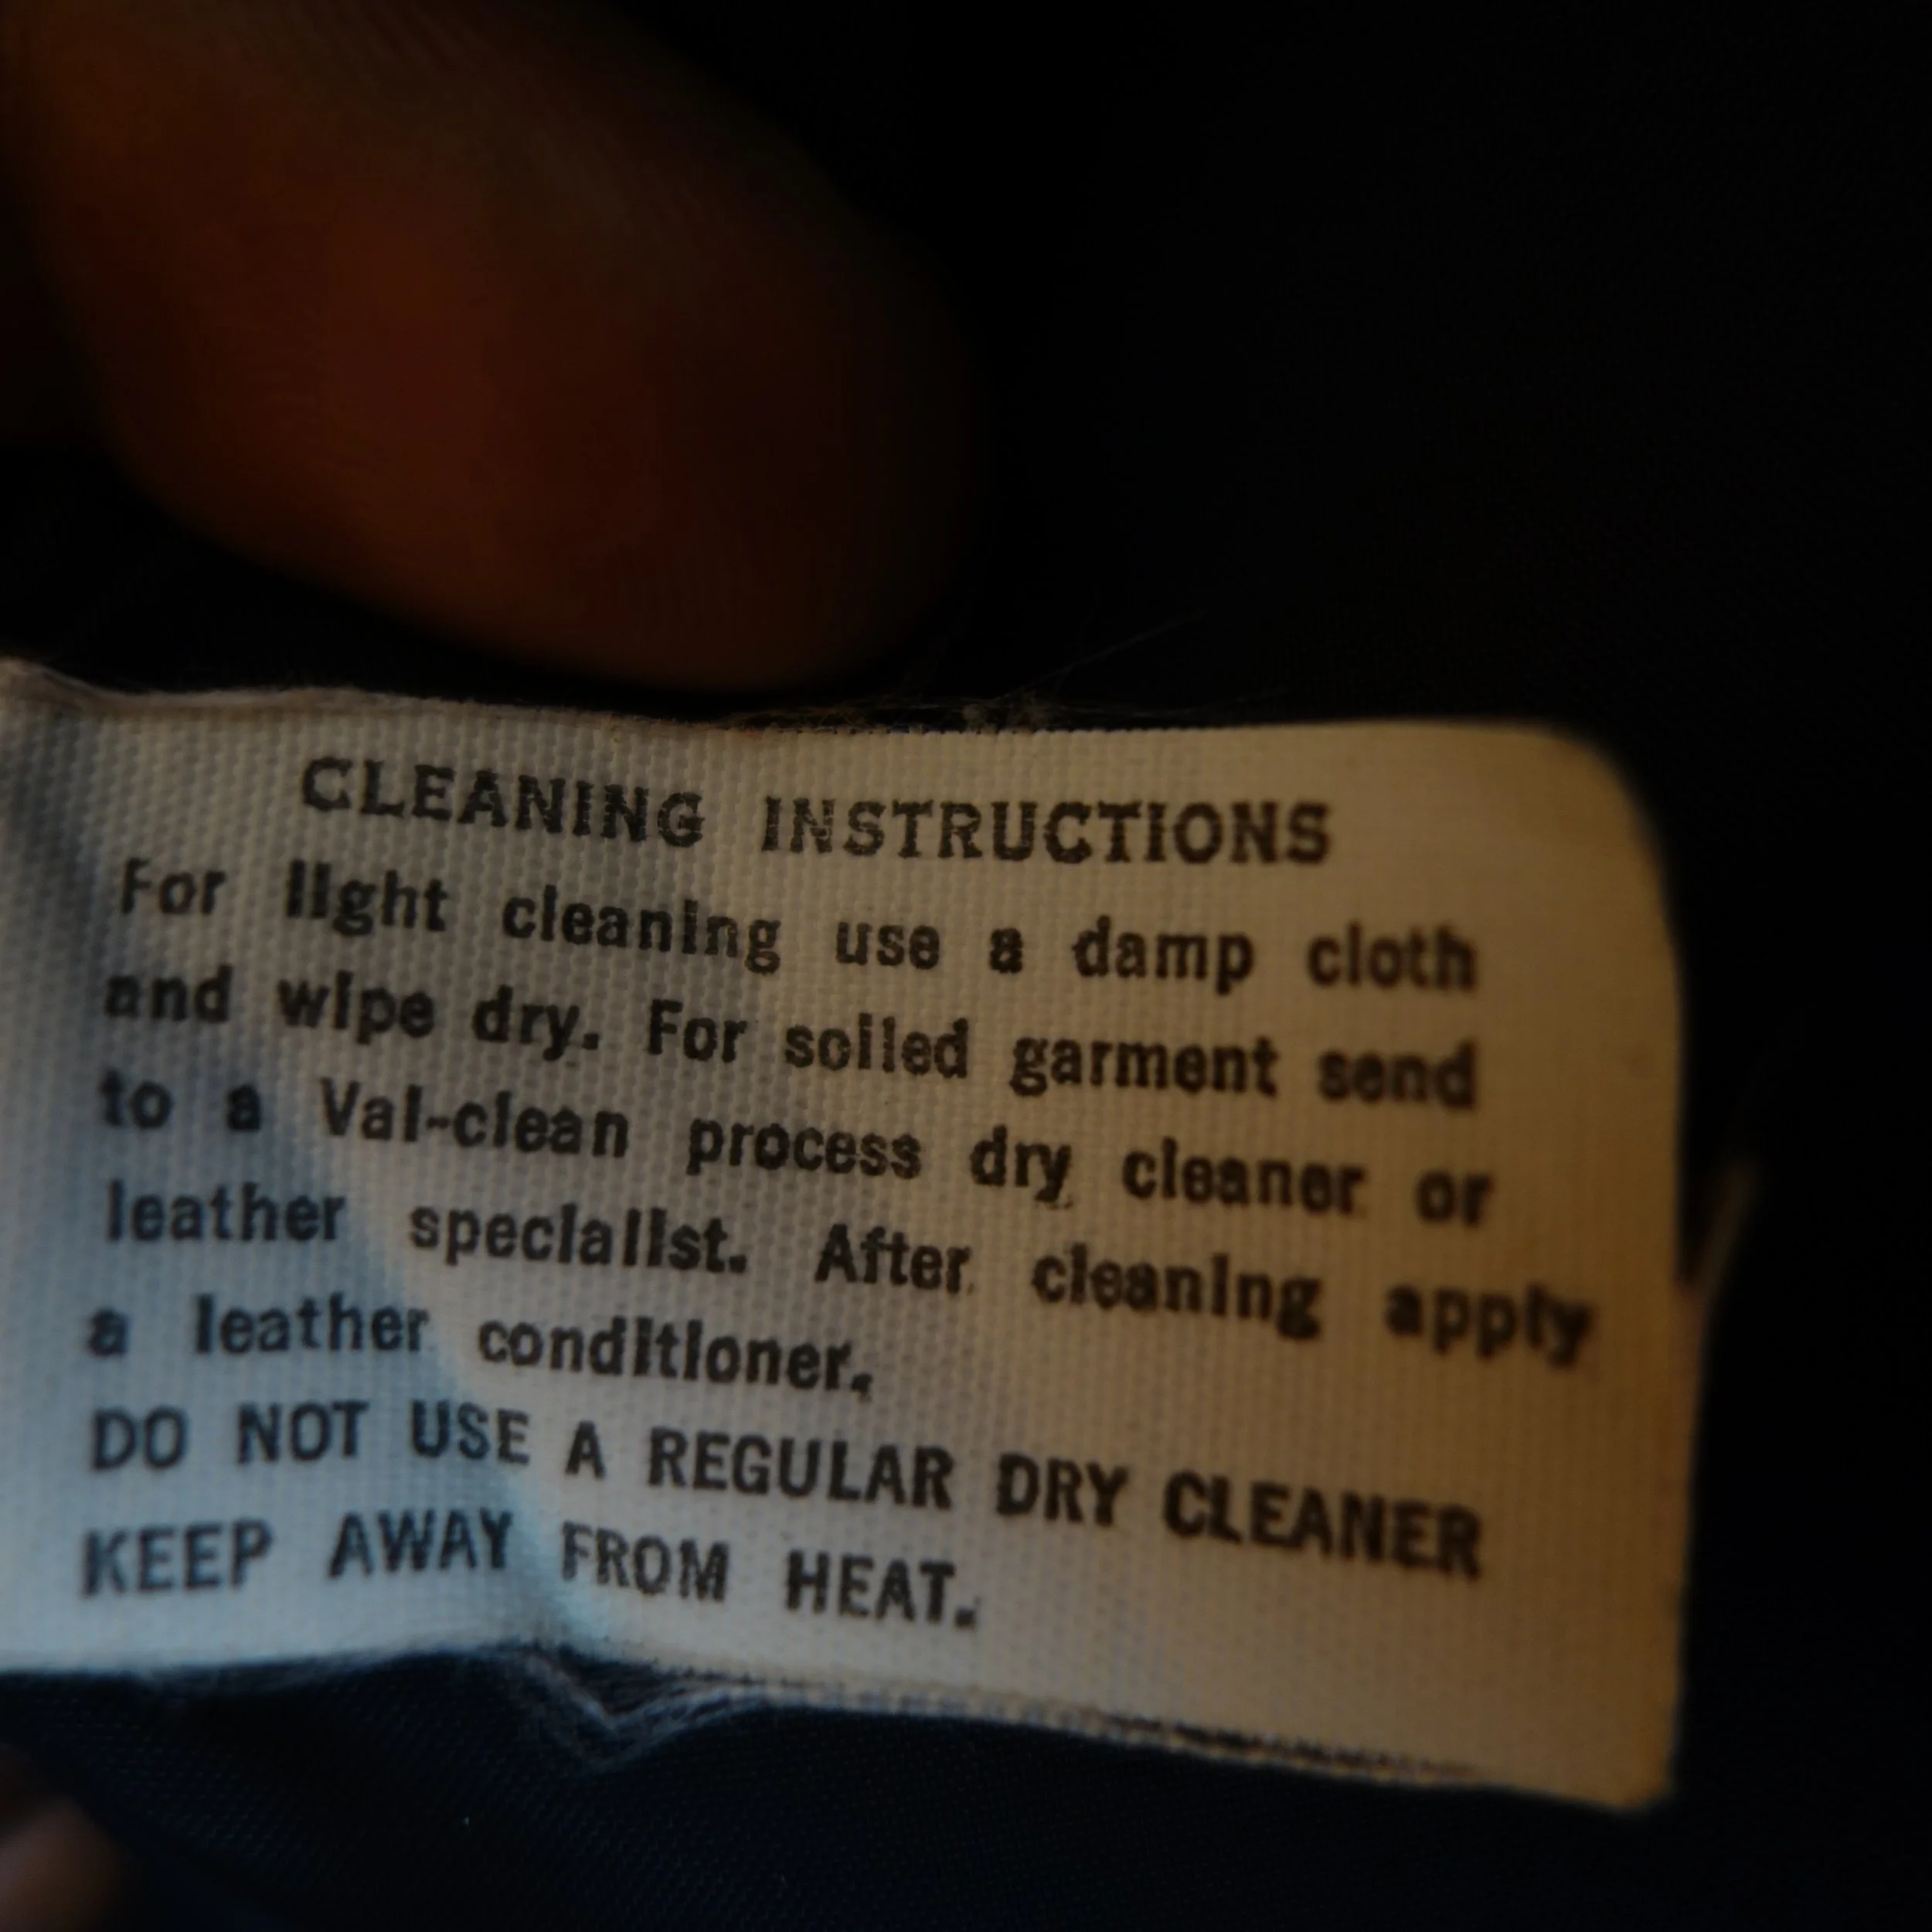 CLEANING INSTRUCTIONS
For light cleaning use a damp cloth
and wipe dry. For soiled garment send
to a Val-clean process dry cleaner or
leather specialist. After cleaning apply
a leather conditioner.
DO NOT USE A REGULAR DRY CLEANER
KEEP AWAY FROM HEAT.